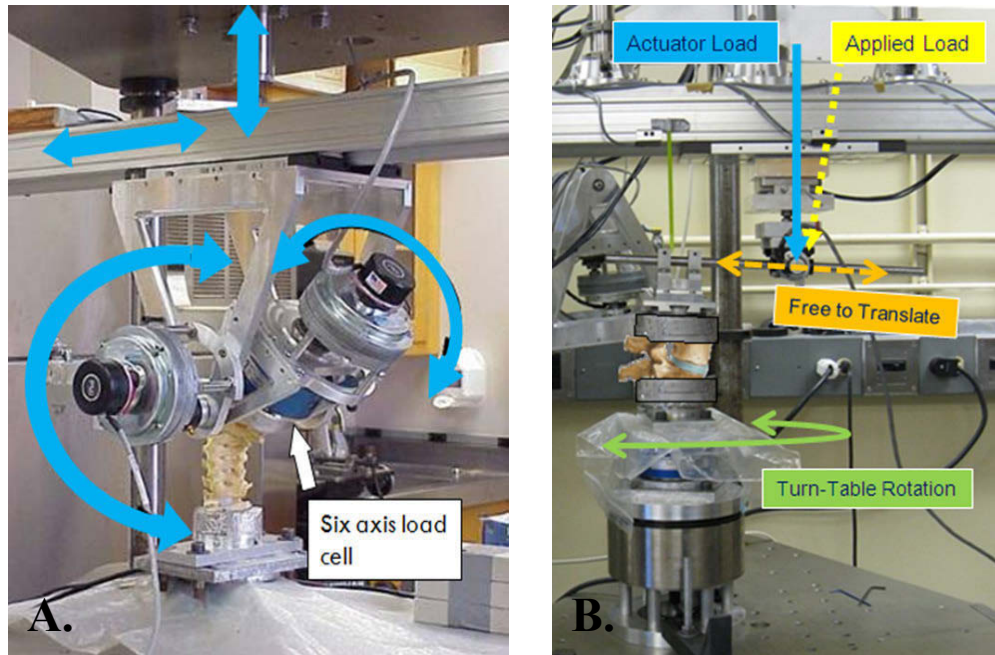 Six axis load
cell
A.
Actuator Load
Applied Load
Free to Translate
Turn-Table Rotation
B.